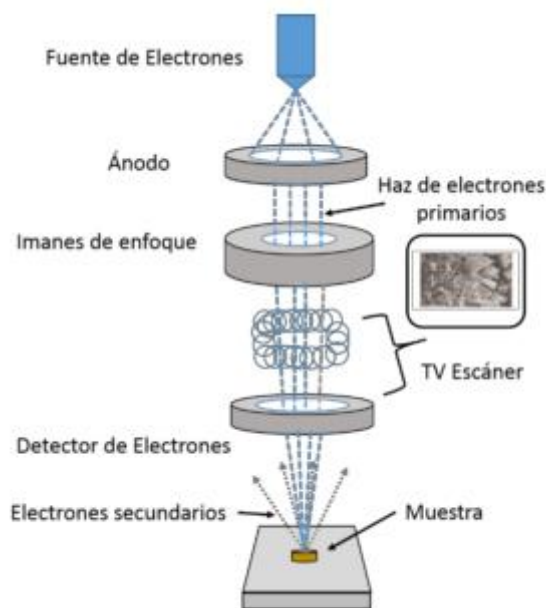 Fuente de Electrones
Ánodo
Haz de electrones
primarios
Imanes de enfoque
TV Escáner
Detector de Electrones
Electrones secundarios
Muestra